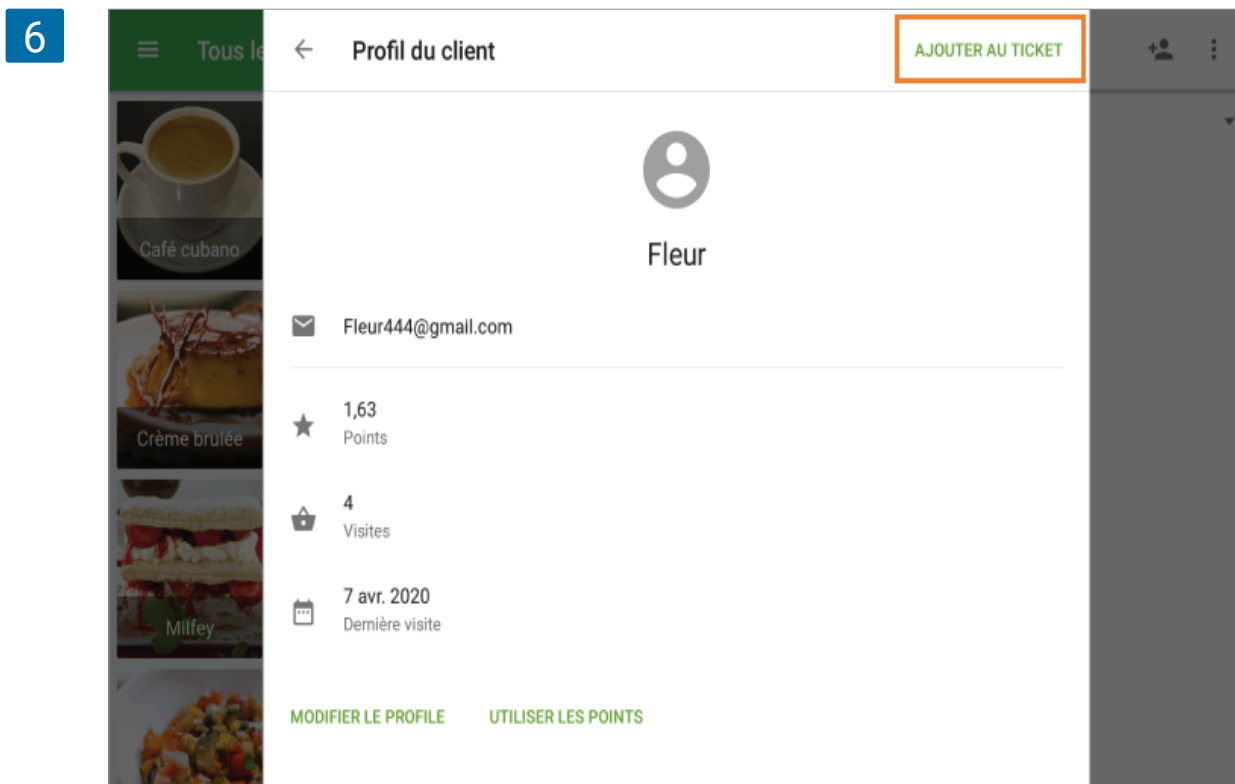 6
Tous le
Profil du client
AJOUTER AU TICKET
Café cubano
Fleur
Fleur444@gmail.com
1,63
Points
Crème brulée
4
Visites
7 avr. 2020
Dernière visite
Milfey
MODIFIER LE PROFILE UTILISER LES POINTS